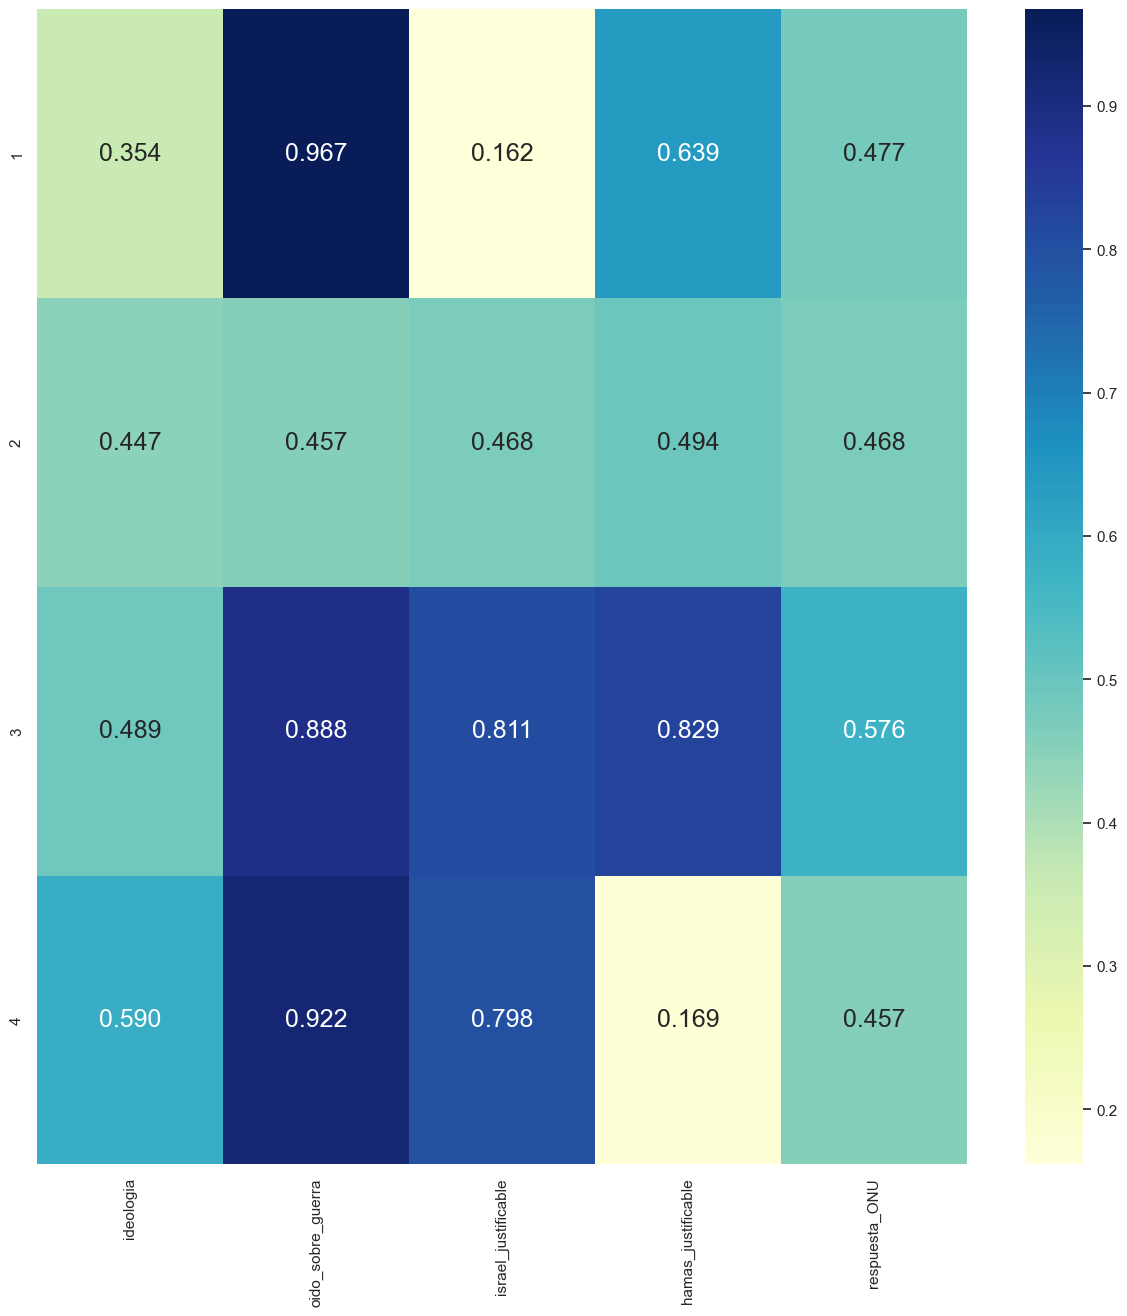 1 0.354 0.967 0.162 0.639 0.477
2 0.447 0.457 0.468 0.494 0.468
3 0.489 0.888 0.811 0.829 0.576
4 0.590 0.922 0.798 0.169 0.457
ideologia
oido_sobre_guerra
israel_justificable
hamas_justificable
respuesta_ONU
0.9
0.8
0.7
0.6
0.5
0.4
0.3
0.2